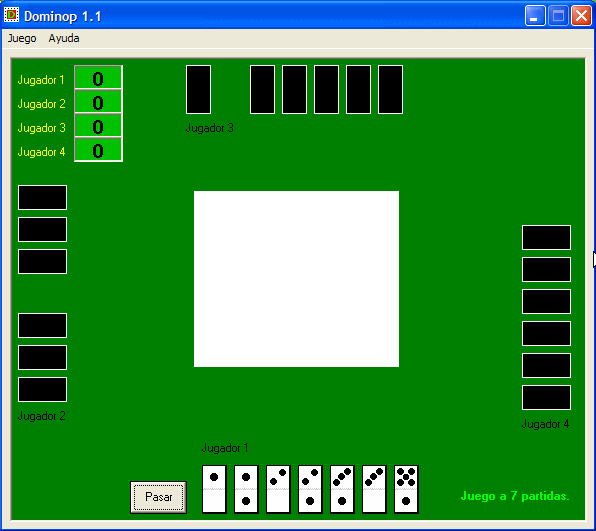 Dominop 1.1
Juego Ayuda
Jugador 1 0
Jugador 2 0
Jugador 3 0
Jugador 4 0
Jugador 3
Jugador 2
Jugador 4
Jugador 1
Pasar
Juego a 7 partidas.